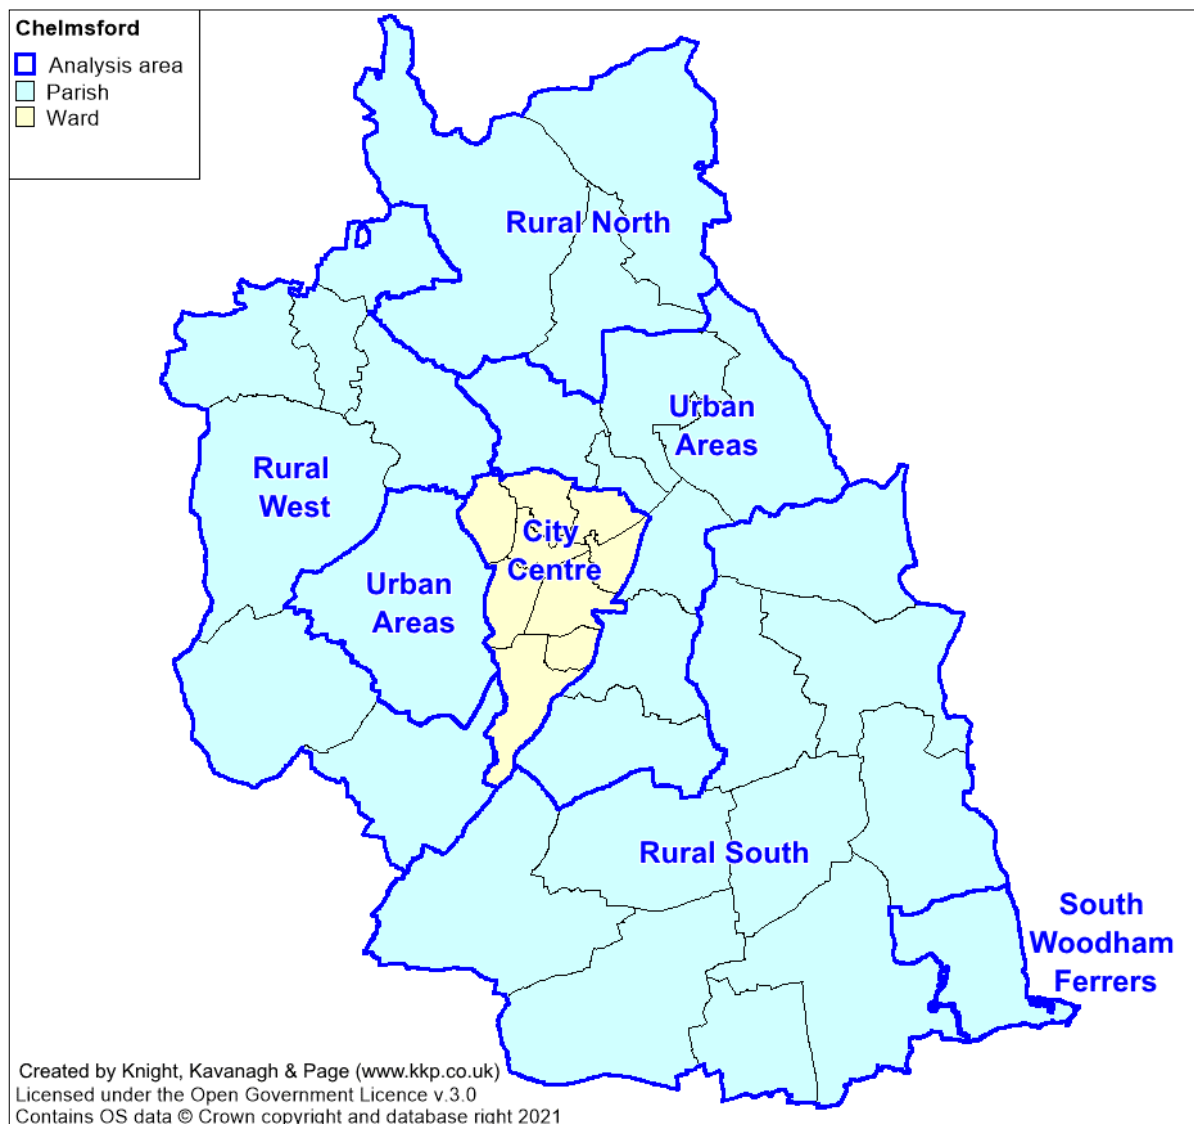 Chelmsford
Analysis area
Parish
Ward
Rural North
Urban
Areas
Rural
West
City
Centre
Urban
Areas
Rural South
South
Woodham
Ferrers
Created by Knight, Kavanagh & Page (www.kkp.co.uk)
Licensed under the Open Government Licence v.3.0
Contains OS data © Crown copyright and database right 2021